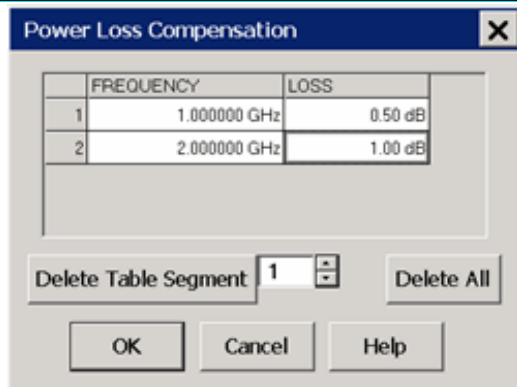 Power Loss Compensation
FREQUENCY LOSS
1 1.000000 GHz 0.50 dB
2 2.000000 GHz 1.00 dB
Delete Table Segment 1 Delete All
OK Cancel Help